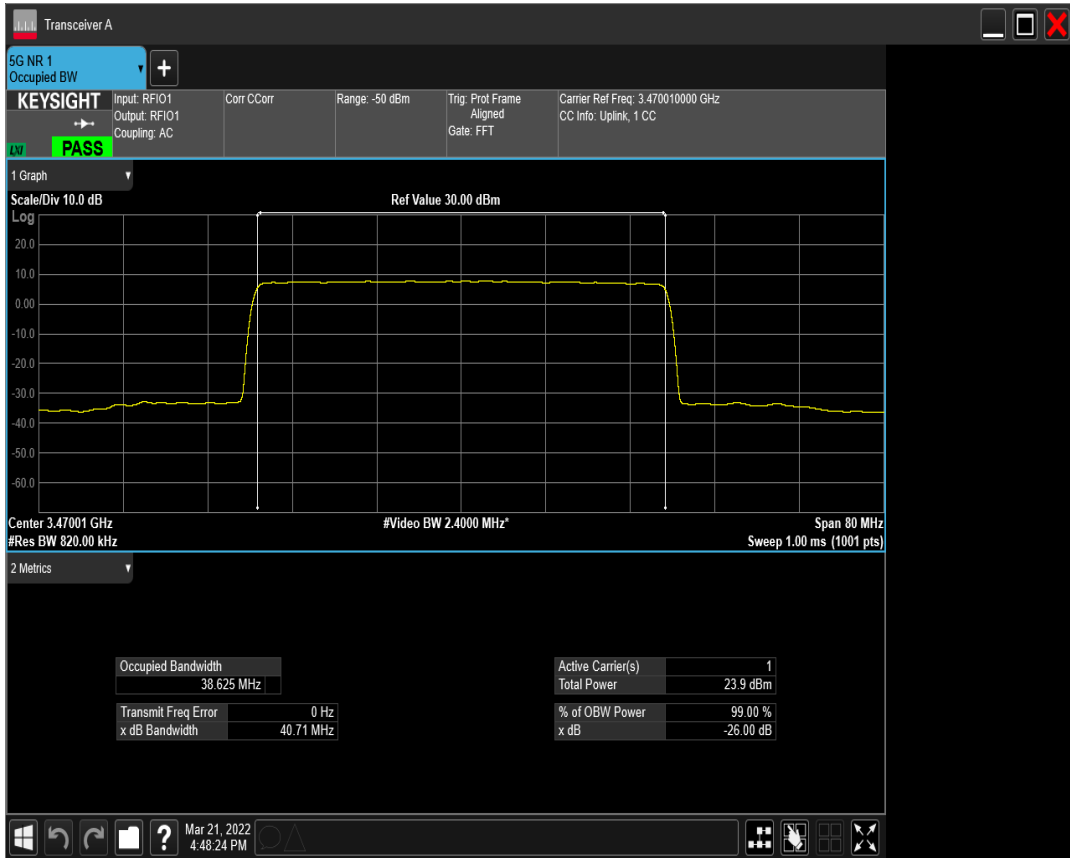 Transceiver A
5G NR 1
Occupied BW
+
KEYSIGHT
LXI
PASS
Input: RFIO1
Output: RFIO1
Coupling: AC
Corr CCorr
Range: -50 dBm
Trig: Prot Frame
Aligned
Gate: FFT
Carrier Ref Freq: 3.470010000 GHz
CC Info: Uplink, 1 CC
1 Graph
Scale/Div 10.0 dB
Ref Value 30.00 dBm
Log
20.0
10.0
0.00
-10.0
-20.0
-30.0
-40.0
-50.0
-60.0
Center 3.47001 GHz
#Video BW 2.4000 MHz*
Span 80 MHz
#Res BW 820.00 kHz
Sweep 1.00 ms (1001 pts)
2 Metrics
Occupied Bandwidth
38.625 MHz
Transmit Freq Error 0 Hz
x dB Bandwidth 40.71 MHz
Active Carrier(s) 1
Total Power 23.9 dBm
% of OBW Power 99.00 %
x dB -26.00 dB
?
Mar 21, 2022
4:48:24 PM